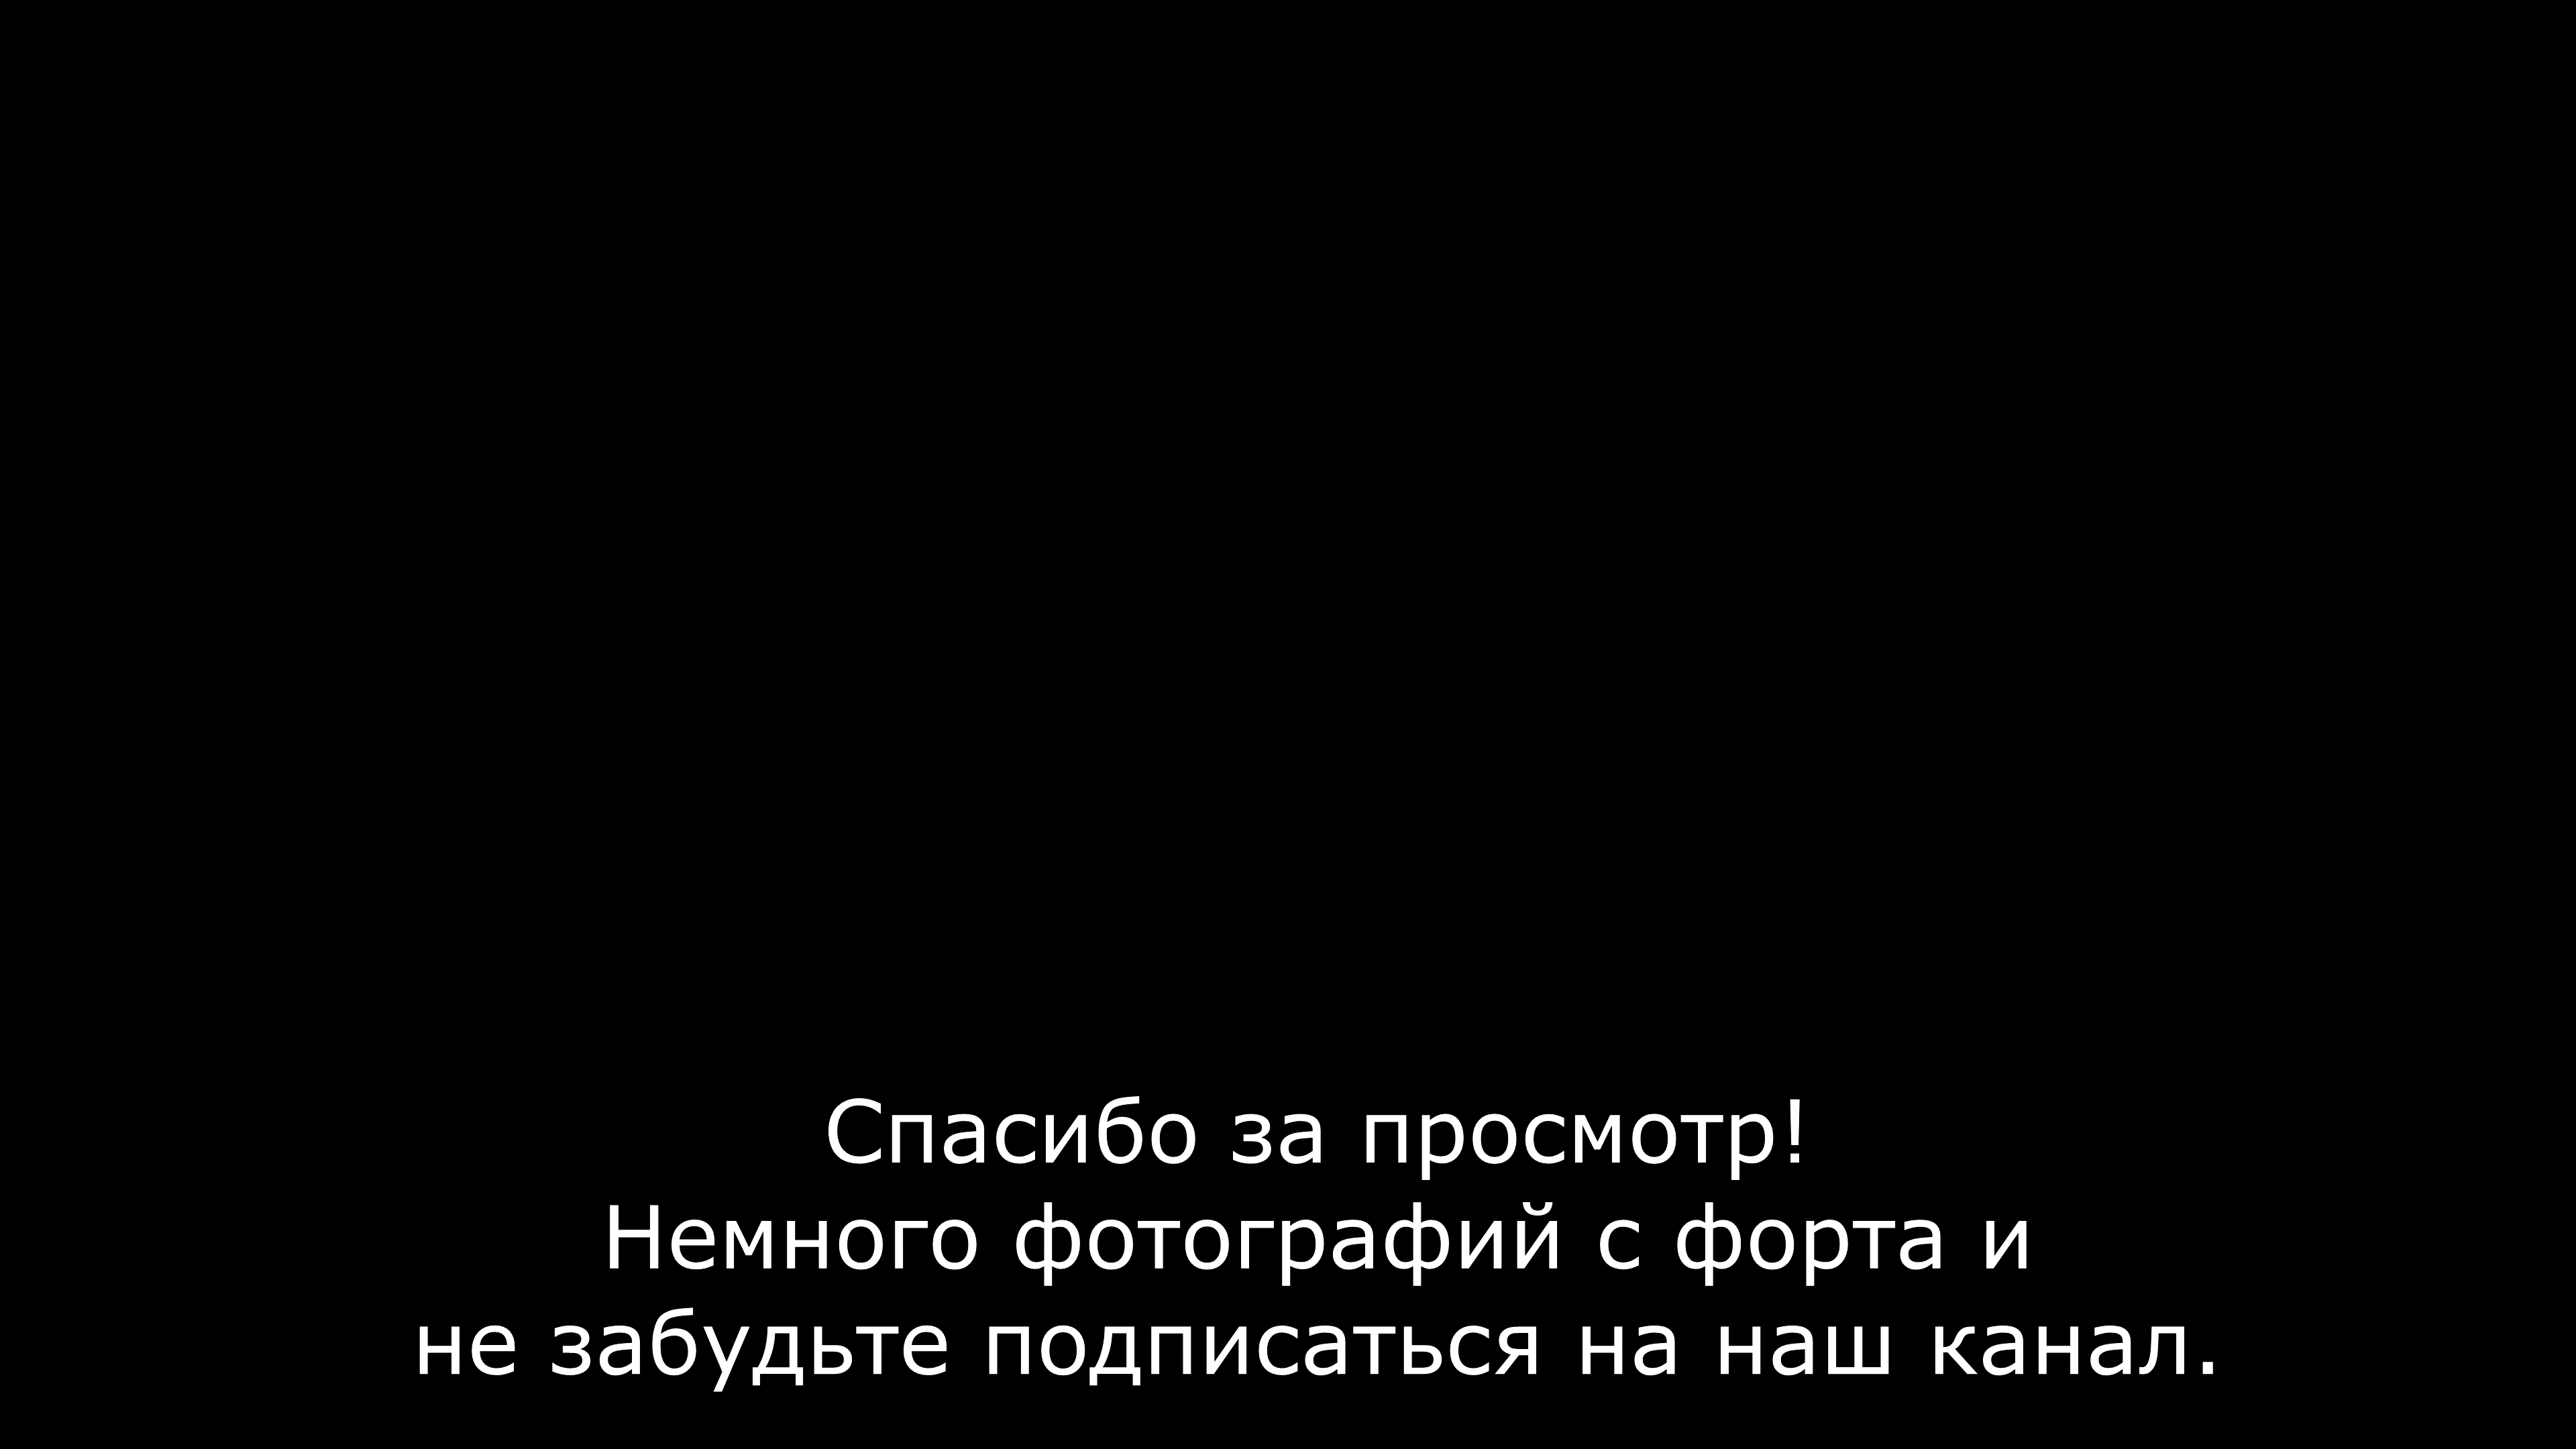 Спасибо за просмотр!
Немного фотографий с форта и
не забудьте подписаться на наш канал.